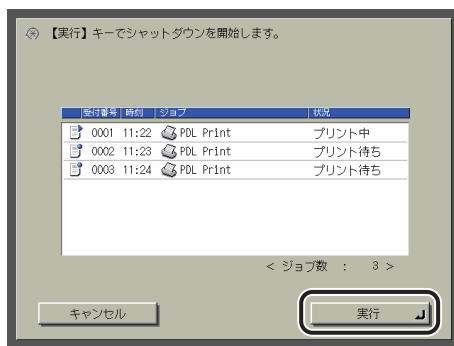 【実行】キーでシャットダウンを開始します。
受付番号 時刻 ジョブ 状況
0001 11:22 PDL Print プリント中
0002 11:23 PDL Print プリント待ち
0003 11:24 PDL Print プリント待ち
< ジョブ数 : 3 >
キャンセル 実行